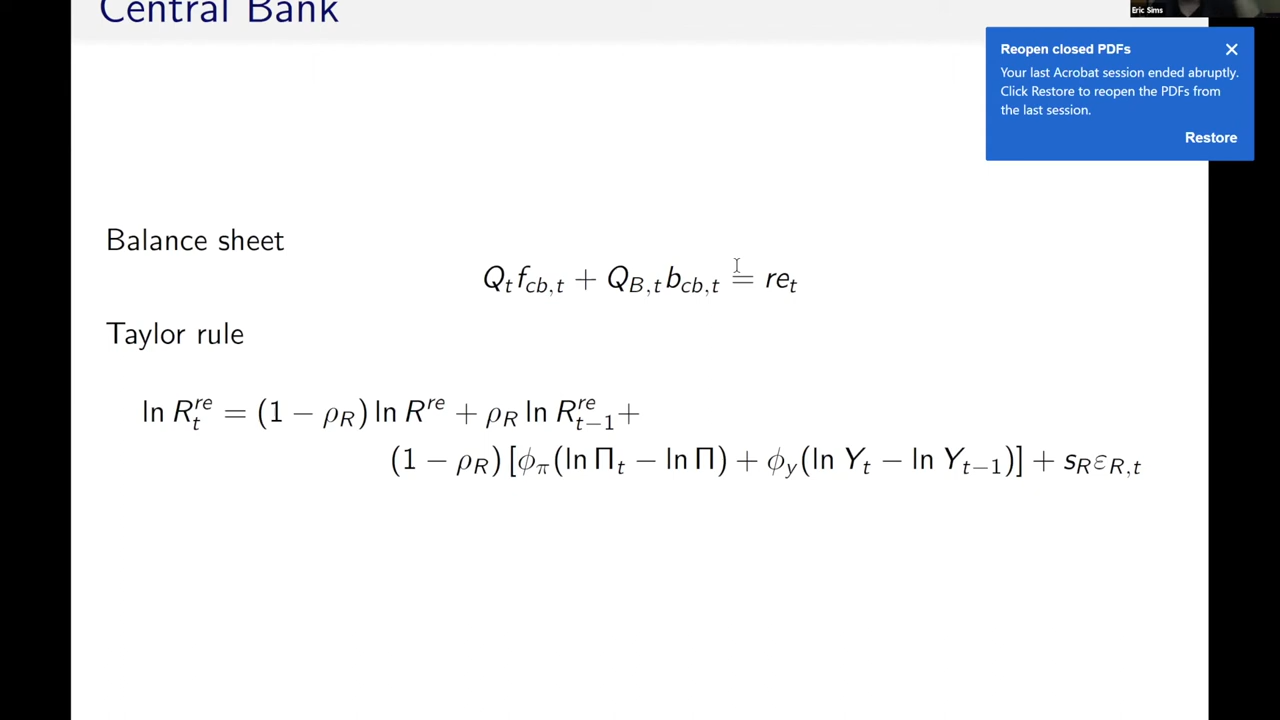 Central Bank
Eric Sims
Reopen closed PDFs
Your last Acrobat session ended abruptly.
Click Restore to reopen the PDFs from
the last session.
Restore
Balance sheet
Q_t f_{cb,t} + Q_{B,t} b_{cb,t} = re_t
Taylor rule
ln R_t^{re} = (1 − ρ_R) ln R^{re} + ρ_R ln R_{t−1}^{re} +
(1 − ρ_R) [ϕ_π(ln Π_t − ln Π) + ϕ_y(ln Y_t − ln Y_{t−1})] + s_R ε_{R,t}